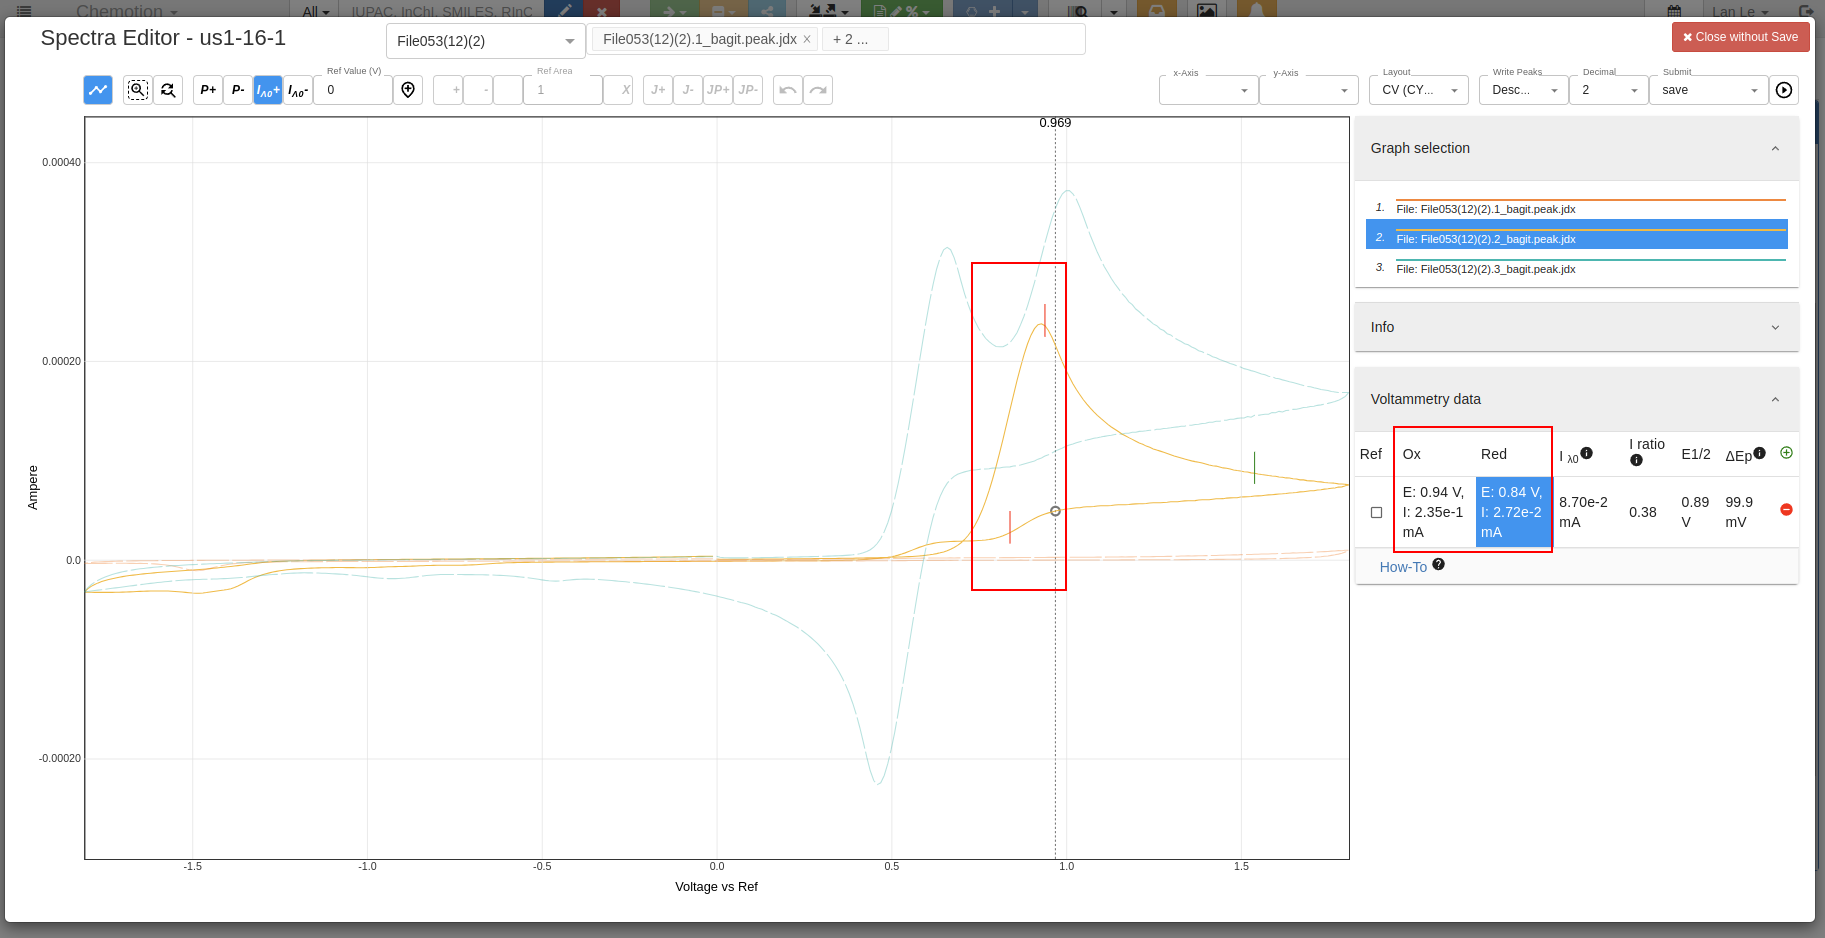 Chemotion
All
IUPAC, InChI, SMILES, RInC
Lan Le
Spectra Editor - us1-16-1
File053(12)(2)
File053(12)(2).1_bagit.peak.jdx ×
+ 2 ...
✖ Close without Save
P+
P-
IΛ0+
IΛ0-
Ref Value (V)
0
+
-
Ref Area
1
X
J+
J-
JP+
JP-
x-Axis
y-Axis
Layout
CV (CY...
Write Peaks
Desc...
Decimal
2
Submit
save
0.969
0.00040
0.00020
0.0
-0.00020
Ampere
-1.5
-1.0
-0.5
0.0
0.5
1.0
1.5
Voltage vs Ref
Graph selection
1. File: File053(12)(2).1_bagit.peak.jdx
2. File: File053(12)(2).2_bagit.peak.jdx
3. File: File053(12)(2).3_bagit.peak.jdx
Info
Voltammetry data
Ref
Ox
Red
I λ0
I ratio
E1/2
ΔEp
E: 0.94 V,
I: 2.35e-1
mA
E: 0.84 V,
I: 2.72e-2
mA
8.70e-2
mA
0.38
0.89
V
99.9
mV
How-To